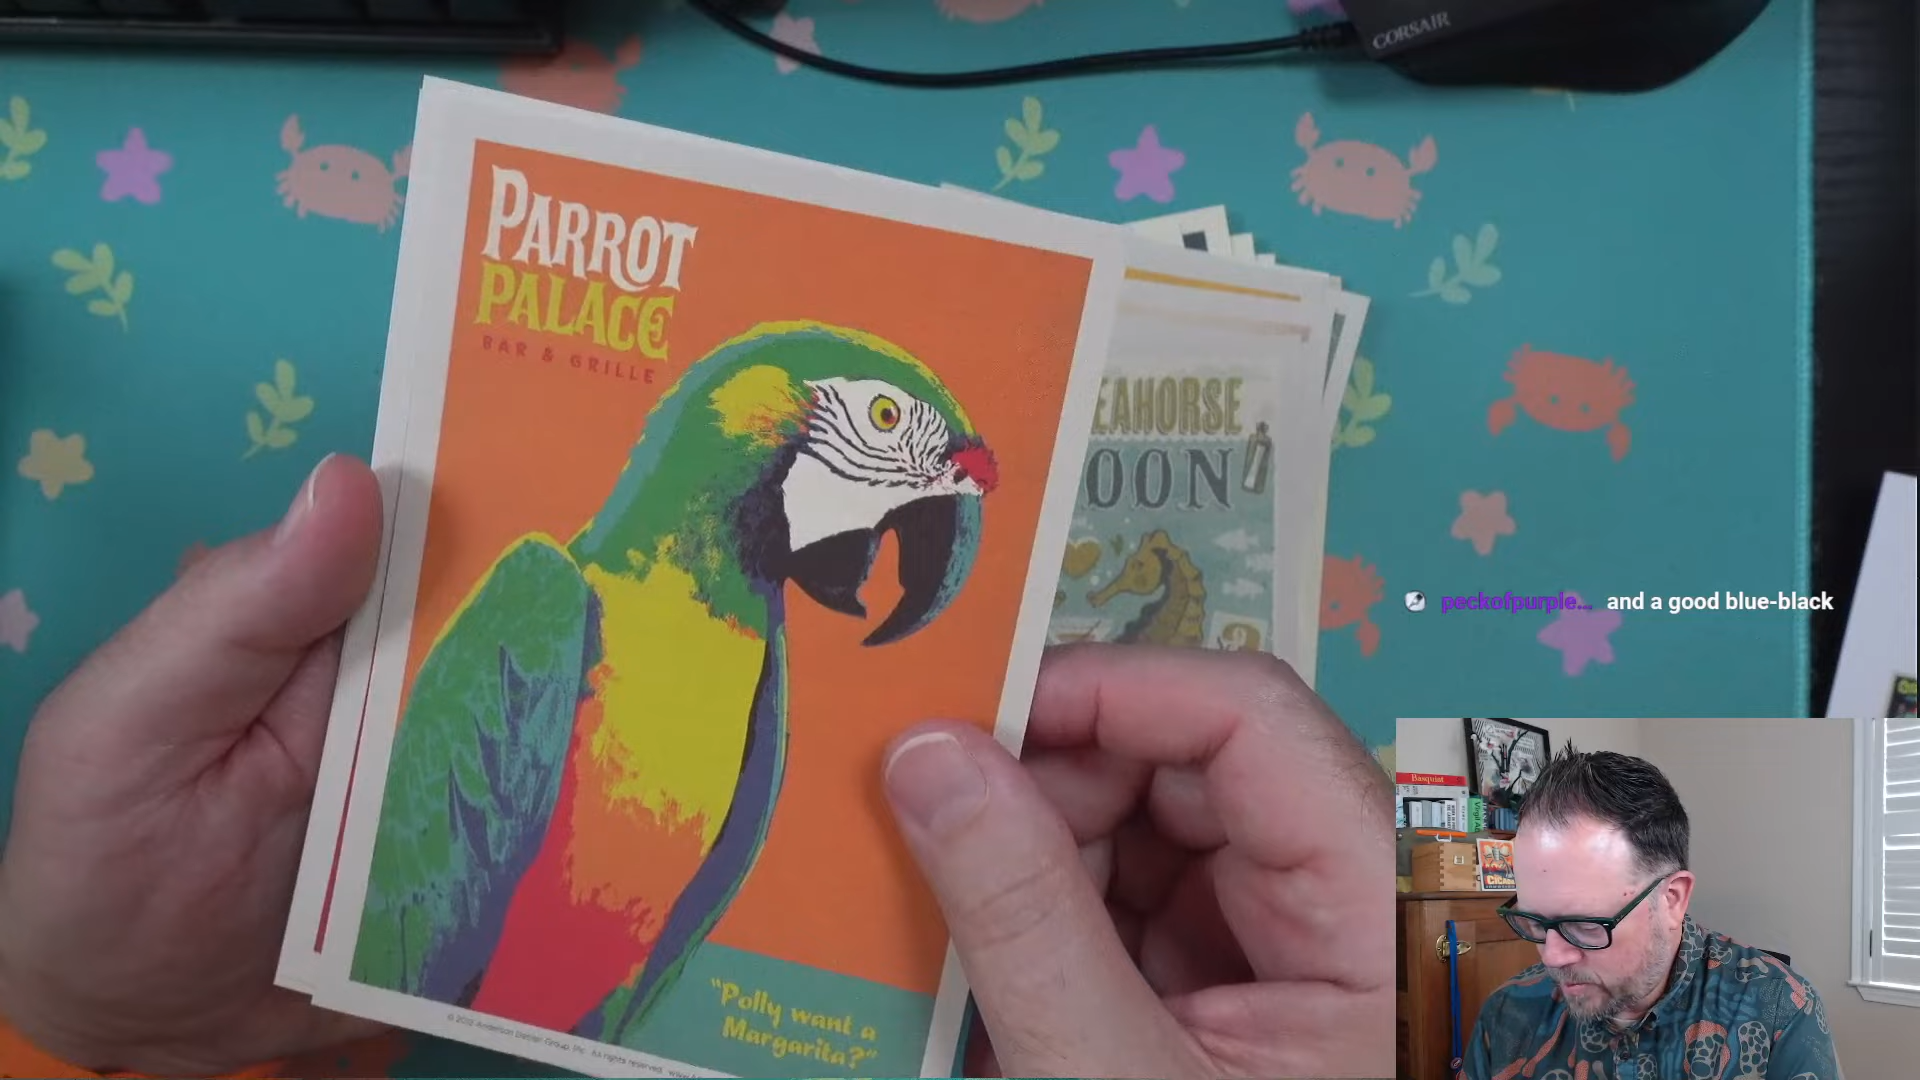 CORSAIR
PARROT
PALACE
BAR & GRILLE
EAHORSE
OON
peckofpurple... and a good blue-black
Basquiat
"Polly want a
Margarita?"